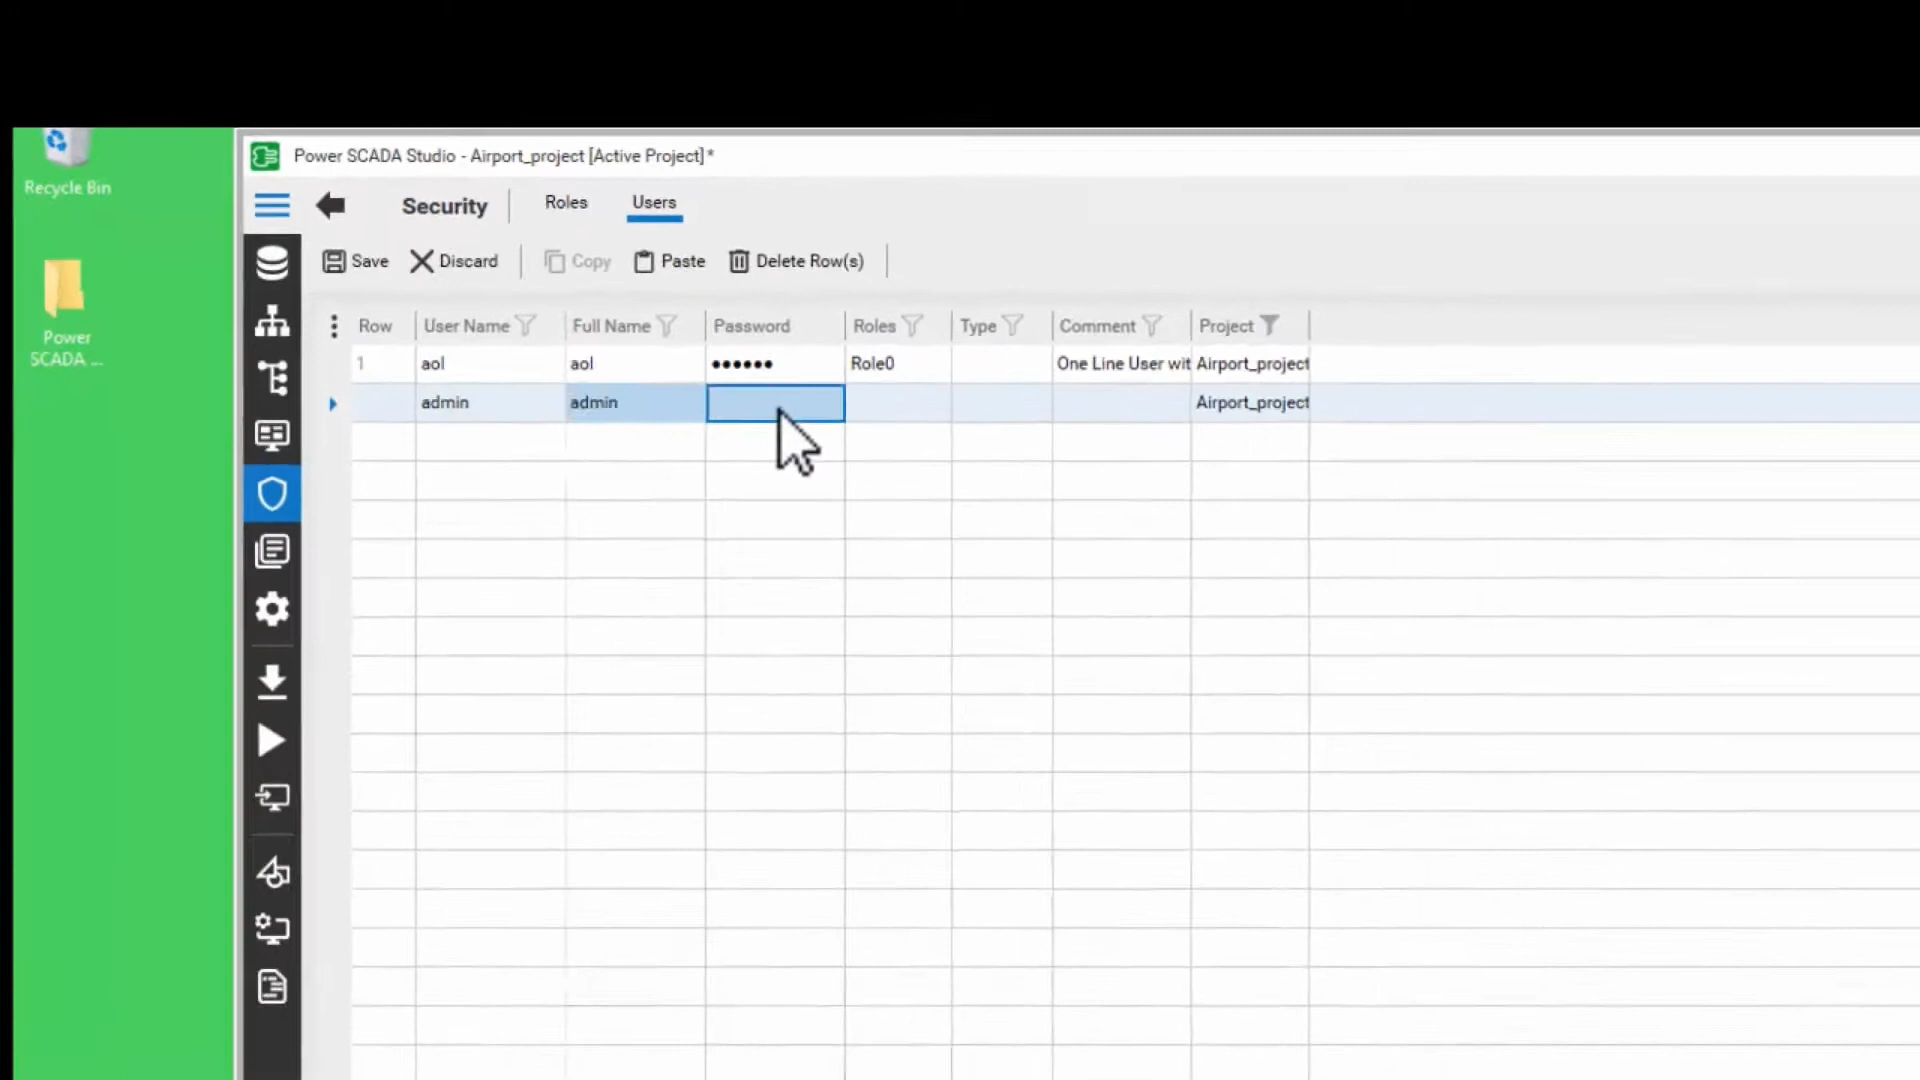 Recycle Bin
Power
SCADA ...
Power SCADA Studio - Airport_project [Active Project]*
Security Roles Users
Save Discard Copy Paste Delete Row(s)
Row User Name Full Name Password Roles Type Comment Project
1 aol aol •••••• Role0 One Line User wit Airport_project
admin admin Airport_project